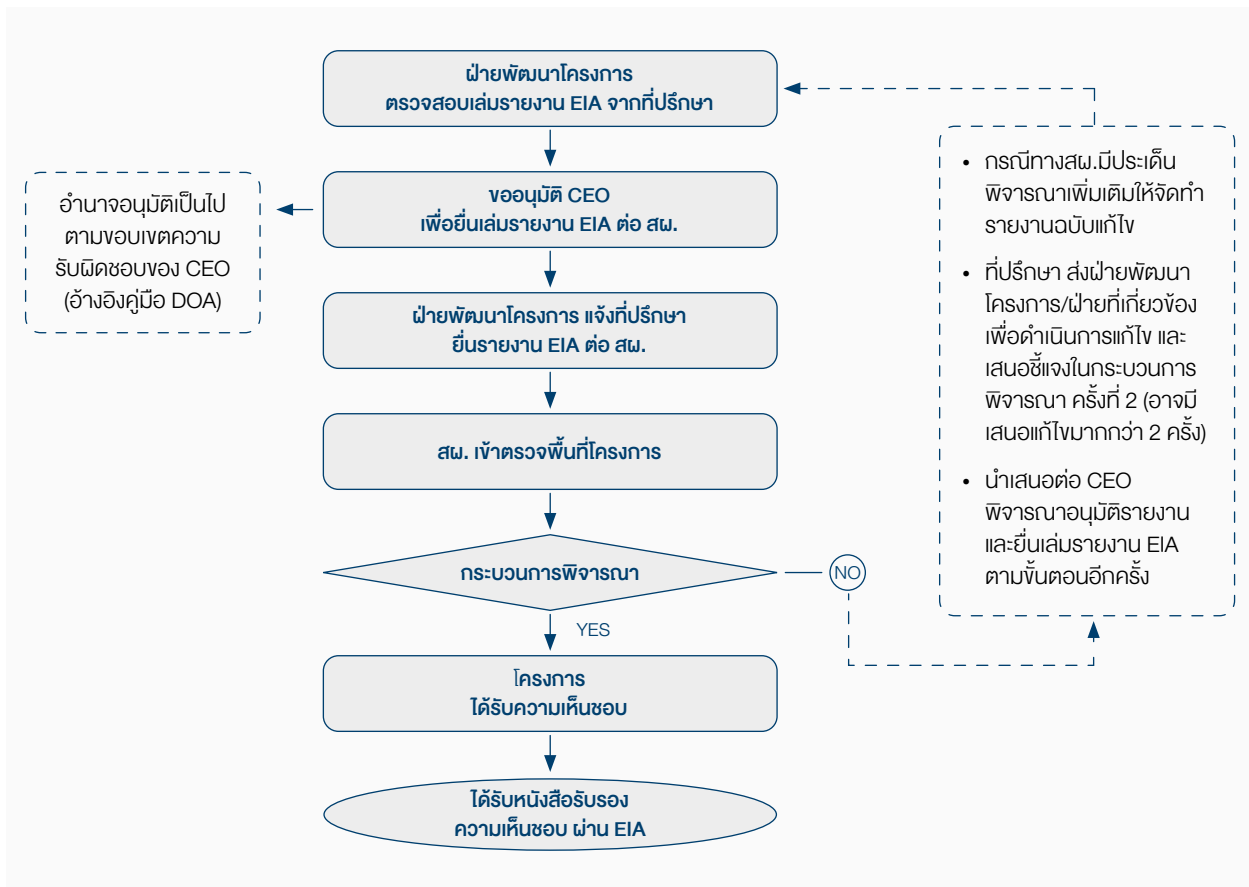 ฝ่ายพัฒนาโครงการ
ตรวจสอบเล่มรายงาน EIA จากที่ปรึกษา
ขออนุมัติ CEO
เพื่อยื่นเล่มรายงาน EIA ต่อ สผ.
อำนาจอนุมัติเป็นไป
ตามขอบเขตความ
รับผิดชอบของ CEO
(อ้างอิงคู่มือ DOA)
ฝ่ายพัฒนาโครงการ แจ้งที่ปรึกษา
ยื่นรายงาน EIA ต่อ สผ.
สผ. เข้าตรวจพื้นที่โครงการ
กระบวนการพิจารณา
NO
YES
• กรณีทางสผ.มีประเด็น
พิจารณาเพิ่มเติมให้จัดทำ
รายงานฉบับแก้ไข
• ที่ปรึกษา ส่งฝ่ายพัฒนา
โครงการ/ฝ่ายที่เกี่ยวข้อง
เพื่อดำเนินการแก้ไข และ
เสนอชี้แจงในกระบวนการ
พิจารณา ครั้งที่ 2 (อาจมี
เสนอแก้ไขมากกว่า 2 ครั้ง)
• นำเสนอต่อ CEO
พิจารณาอนุมัติรายงาน
และยื่นเล่มรายงาน EIA
ตามขั้นตอนอีกครั้ง
โครงการ
ได้รับความเห็นชอบ
ได้รับหนังสือรับรอง
ความเห็นชอบ ผ่าน EIA